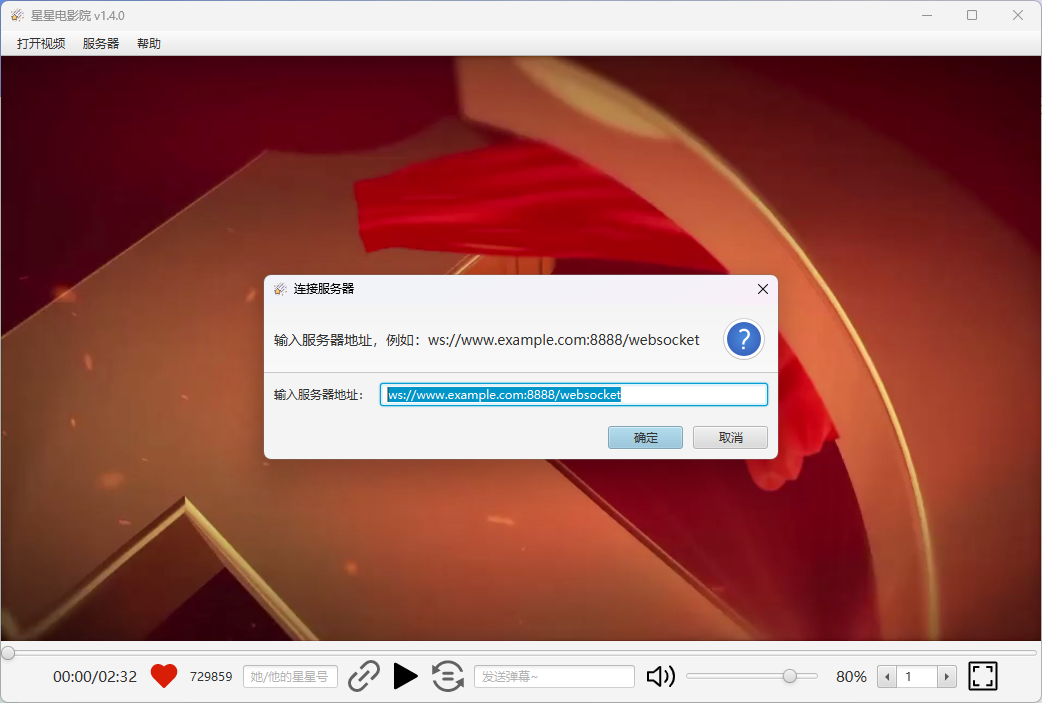 星星电影院 v1.4.0
打开视频 服务器 帮助
连接服务器
输入服务器地址，例如：ws://www.example.com:8888/websocket
?
输入服务器地址： ws://www.example.com:8888/websocket
确定 取消
00:00/02:32 729859 她/他的星星号 发送弹幕~ 80% 1